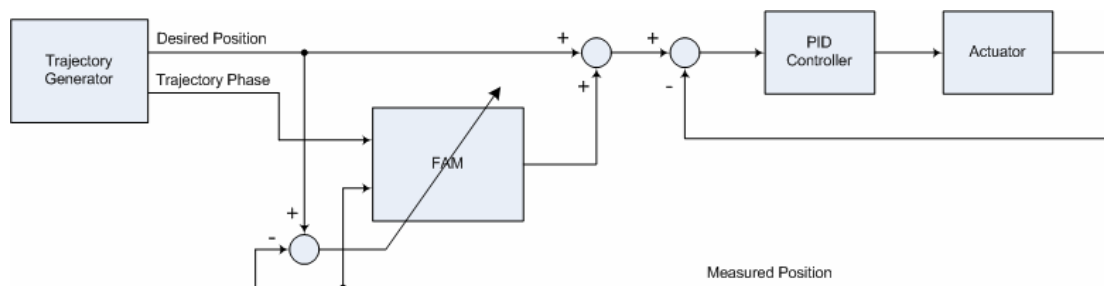 Desired Position
Trajectory
Generator
Trajectory Phase
+
+
+
-
PID
Controller
Actuator
FAM
+
-
Measured Position